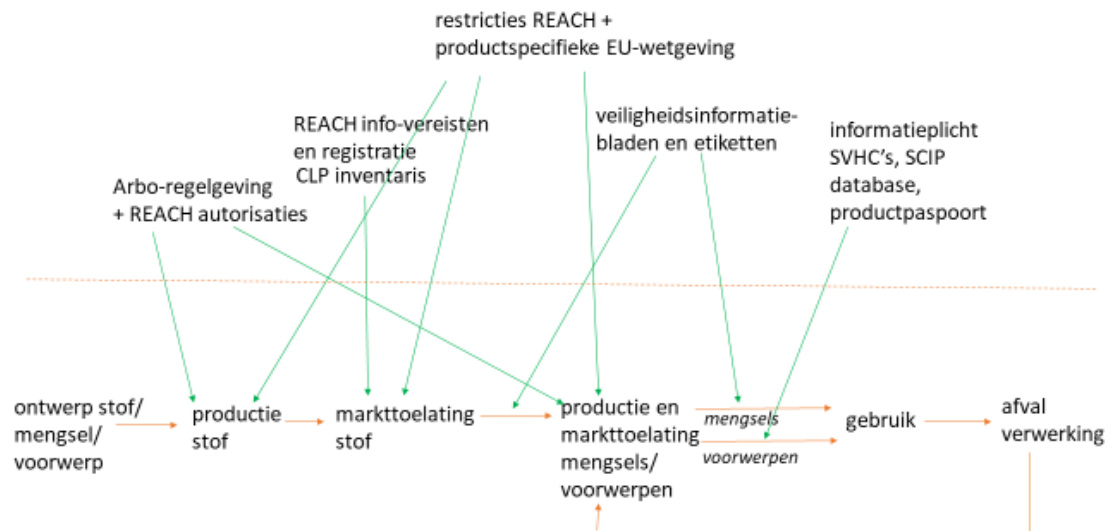 restricties REACH +
productspecifieke EU-wetgeving
REACH info-vereisten
en registratie
CLP inventaris
veiligheidsinformatie-
bladen en etiketten
informatieplicht
SVHC's, SCIP
database,
productpaspoort
Arbo-regelgeving
+ REACH autorisaties
ontwerp stof/
mengsel/
voorwerp
productie
stof
markttoelating
stof
productie en
markttoelating
mengsels/
voorwerpen
mengsels
voorwerpen
gebruik
afval
verwerking